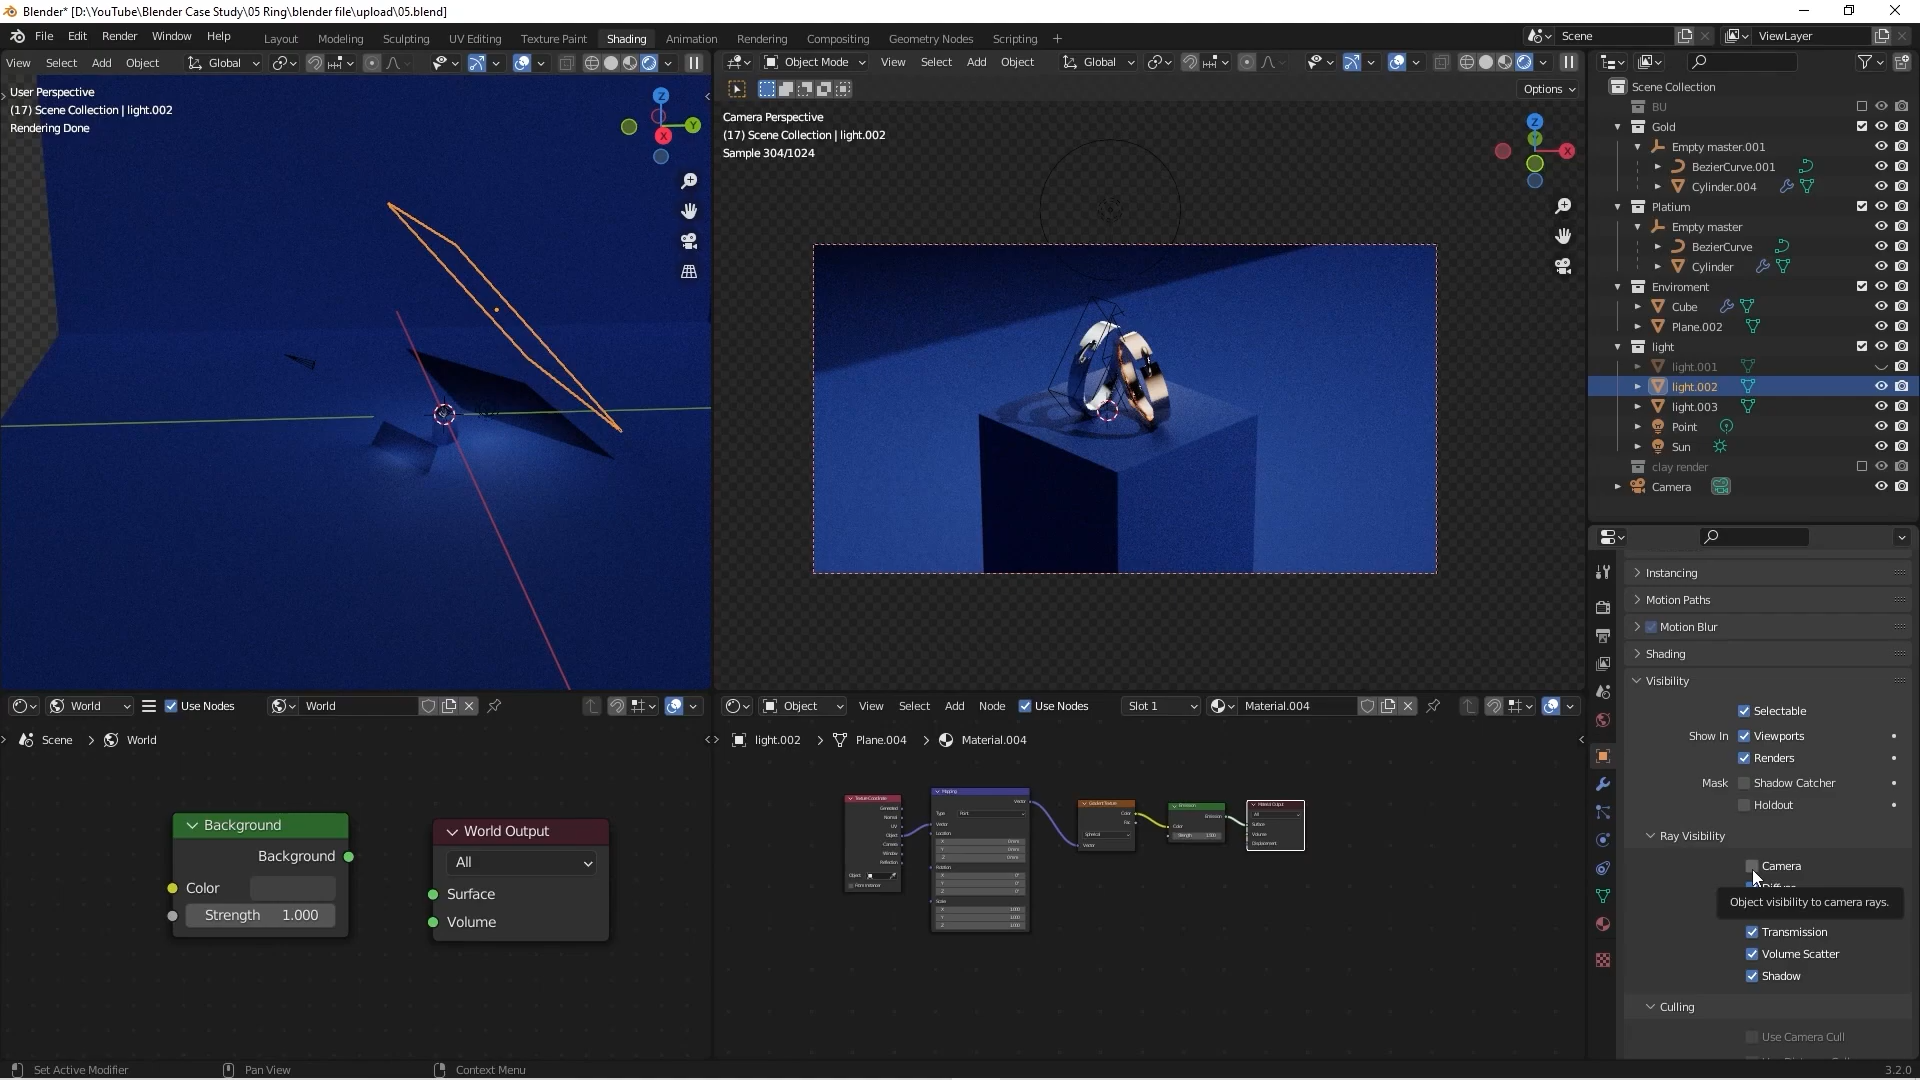 Blender* [D:\YouTube\Blender Case Study\05 Ring\blender file\upload\05.blend]
File Edit Render Window Help
Layout Modeling Sculpting UV Editing Texture Paint Shading Animation Rendering Compositing Geometry Nodes Scripting
Scene
ViewLayer
View Select Add Object Global
Object Mode View Select Add Object Global
Options
User Perspective
(17) Scene Collection | light.002
Rendering Done
Z
Y
X
Camera Perspective
(17) Scene Collection | light.002
Sample 304/1024
Z
X
Scene Collection
BU
Gold
Empty master.001
BezierCurve.001
Cylinder.004
Platium
Empty master
BezierCurve
Cylinder
Enviroment
Cube
Plane.002
light
light.001
light.002
light.003
Point
Sun
clay render
Camera
Instancing
Motion Paths
Motion Blur
Shading
Visibility
Selectable
Show In Viewports
Renders
Mask Shadow Catcher
Holdout
Ray Visibility
Camera
Object visibility to camera rays.
Transmission
Volume Scatter
Shadow
Culling
Use Camera Cull
World Use Nodes World
Scene > World
Background
Background
Color
Strength 1.000
World Output
All
Surface
Volume
Object View Select Add Node Use Nodes Slot 1 Material.004
light.002 > Plane.004 > Material.004
Set Active Modifier
Pan View
Context Menu
3.2.0